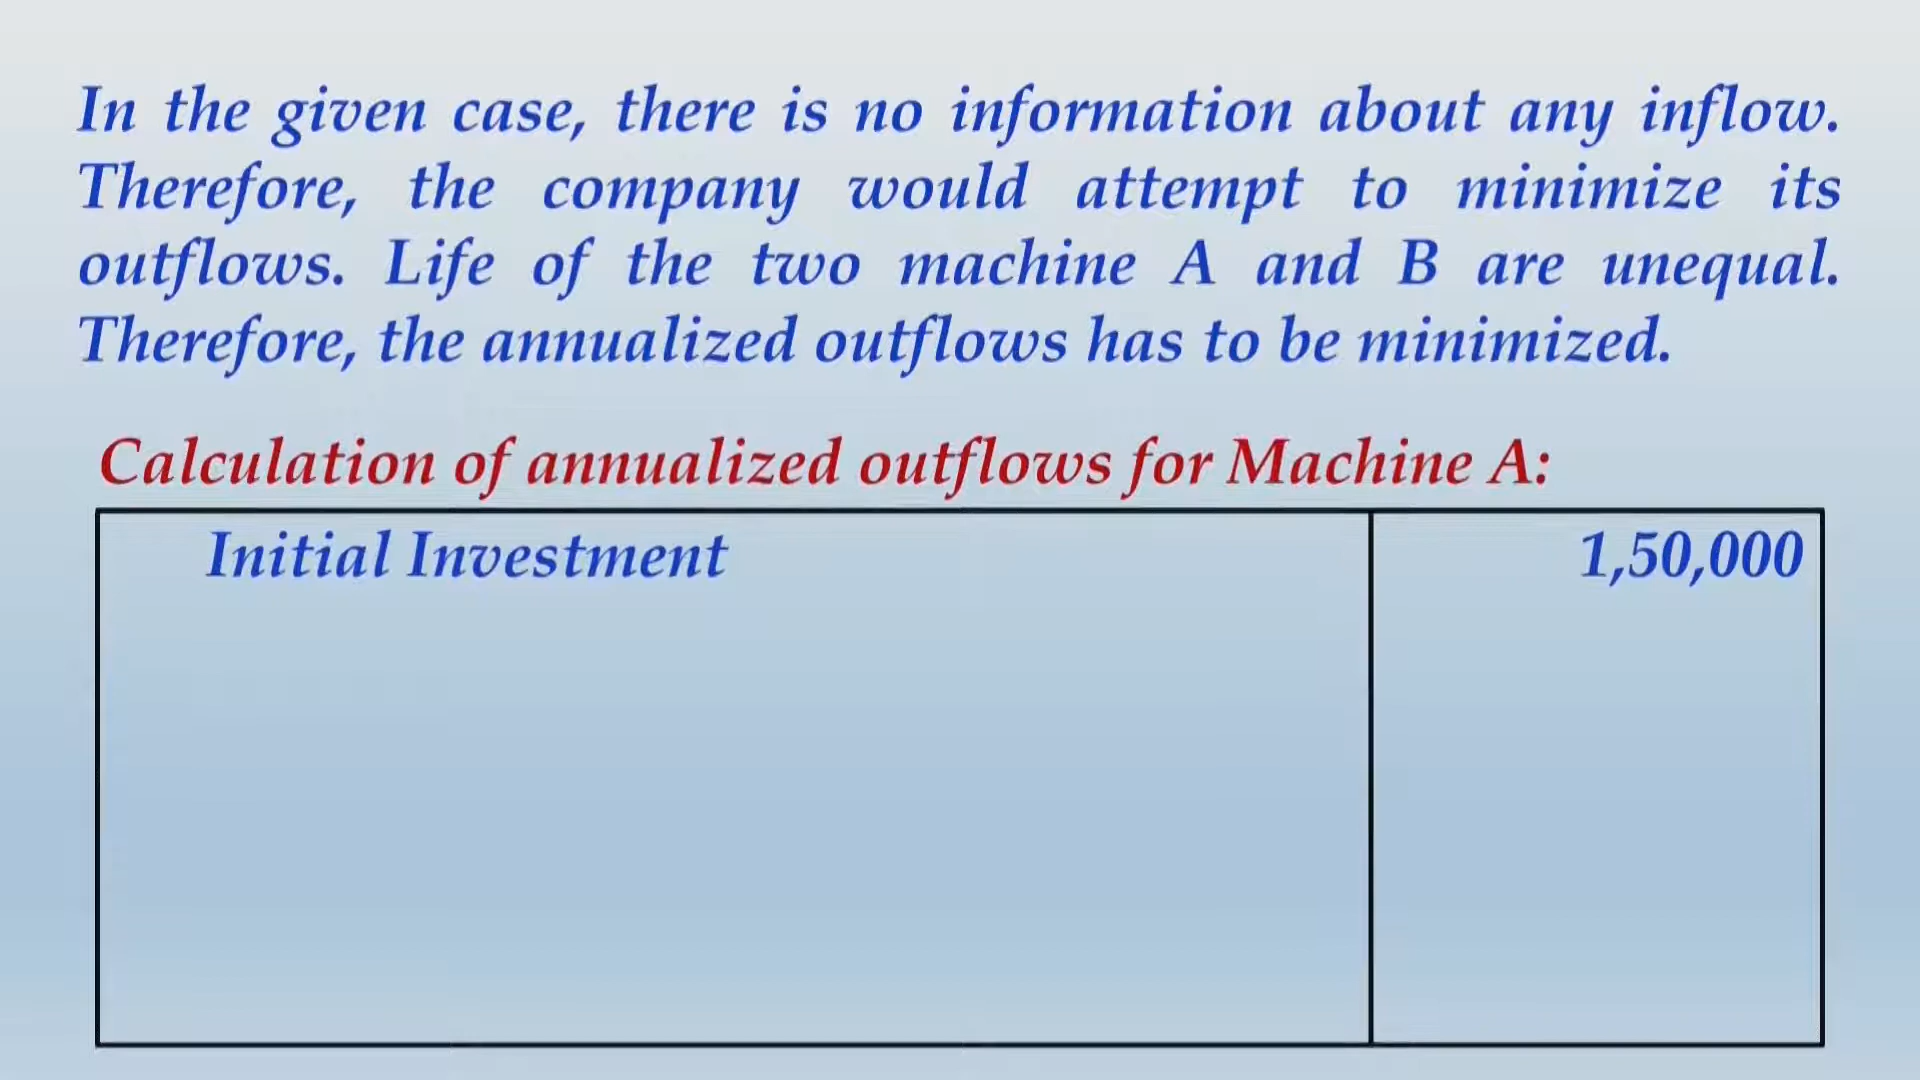 In the given case, there is no information about any inflow.
Therefore, the company would attempt to minimize its
outflows. Life of the two machine A and B are unequal.
Therefore, the annualized outflows has to be minimized.
Calculation of annualized outflows for Machine A:
Initial Investment 1,50,000